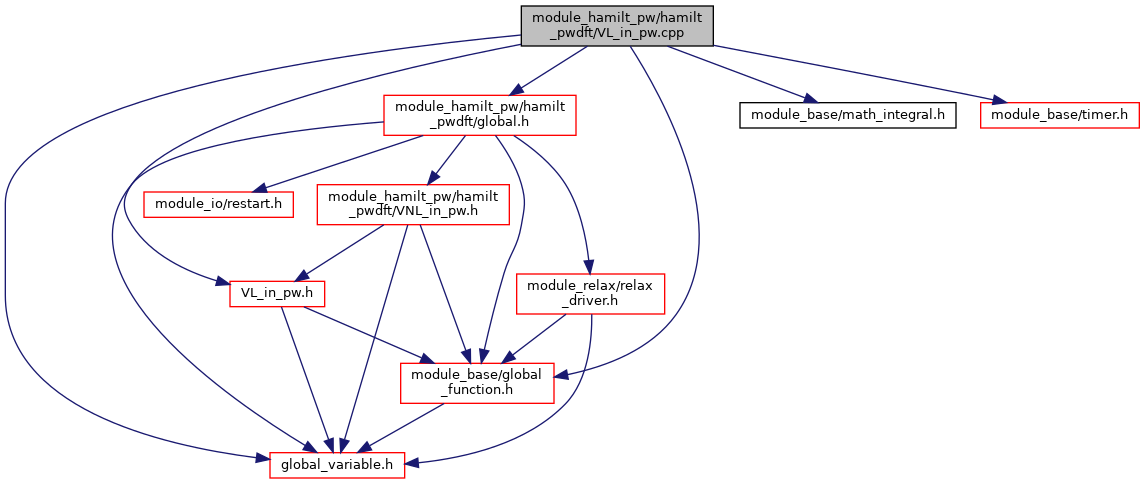 module_hamilt_pw/hamilt
_pwdft/VL_in_pw.cpp
module_hamilt_pw/hamilt
_pwdft/global.h
module_base/math_integral.h
module_base/timer.h
module_io/restart.h
module_hamilt_pw/hamilt
_pwdft/VNL_in_pw.h
VL_in_pw.h
module_relax/relax
_driver.h
module_base/global
_function.h
global_variable.h